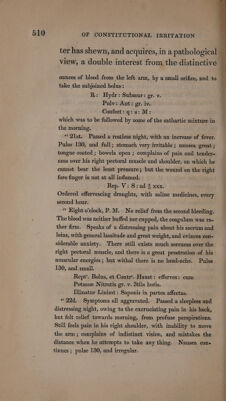 510 OF CONSTITUTIONAL IRRITATION
ter has shewn, and acquires, in a pathological
view, a double interest from the distinctive
ounces of blood from the left arm, by a small orifice, and to
take the subjoined bolus:
R: Hydr: Submur: gr. v.
Pulv: Ant: gr. iv.
Confect: q: s: M:
which was to be followed by some of the cathartic mixture in
the morning.
"21st. Passed a restless night, with an increase of fever.
Pulse 130, and full; stomach very irritable; nausea great;
tongue coated; bowels open; complains of pain and tender-
ness over his right pectoral muscle and shoulder, on which he
cannot bear the least pressure; but the wound on the right
fore finger is not at all inflamed.
Rep. V: S: ad ℥ xxx.
Ordered effervescing draughts, with saline medicines, every
second hour.
" Eight o'clock, P. M. No relief from the second bleeding.
The blood was neither buffed nor cupped, the coagulum was ra-
ther firm. Speaks of a distressing pain about his sacrum and
loins, with general lassitude and great weight, and evinces con-
siderable anxiety. There still exists much soreness over the
right pectoral muscle, and there is a great prostration of his
muscular energies; but withal there is no head-ache. Pulse
130, and small.
Repr. Bolus, et Contr. Haust: efferves: cum
Potassæ Nitratis gr. v. 2tils horis.
Illinatur Linimt: Saponis in partes affectas.
"22d. Symptoms all aggravated. Passed a sleepless and
distressing night, owing to the excruciating pain in his back,
but felt relief towards morning, from profuse perspirations.
Still feels pain in his right shoulder, with inability to move
the arm; complains of indistinct vision, and mistakes the
distance when he attempts to take any thing. Nausea con-
tinues; pulse 130, and irregular.